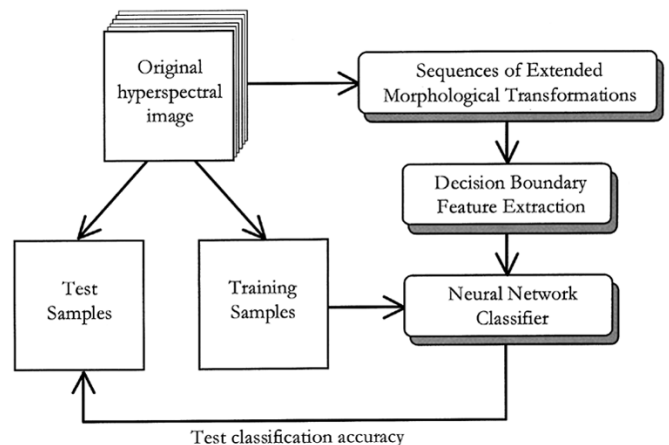 Original
hyperspectral
image
Sequences of Extended
Morphological Transformations
Decision Boundary
Feature Extraction
Test
Samples
Training
Samples
Neural Network
Classifier
Test classification accuracy